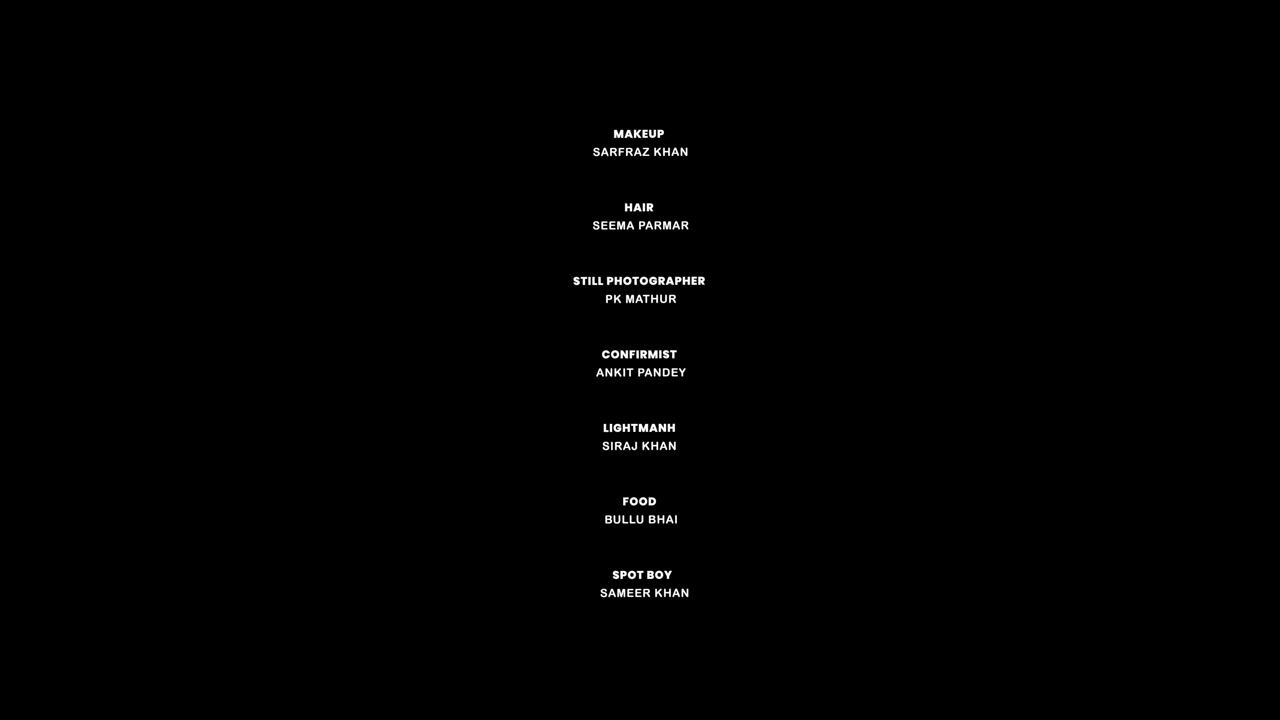 MAKEUP
SARFRAZ KHAN
HAIR
SEEMA PARMAR
STILL PHOTOGRAPHER
PK MATHUR
CONFIRMIST
ANKIT PANDEY
LIGHTMANH
SIRAJ KHAN
FOOD
BULLU BHAI
SPOT BOY
SAMEER KHAN